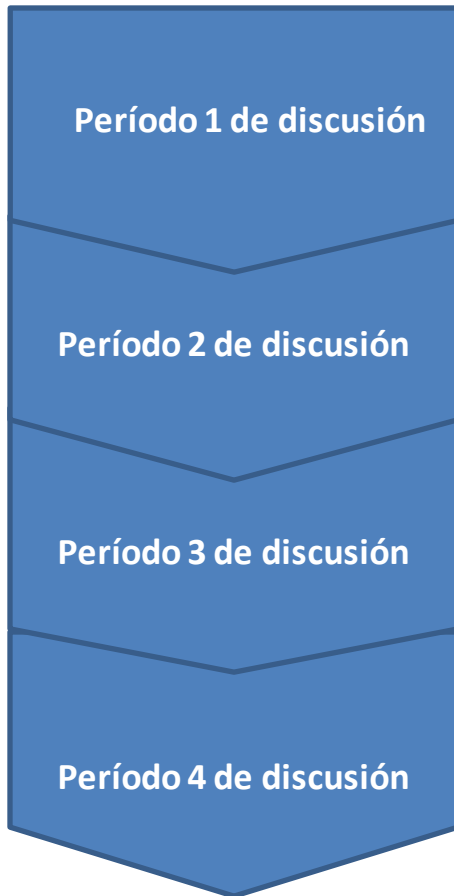 Período 1 de discusión
Período 2 de discusión
Período 3 de discusión
Período 4 de discusión